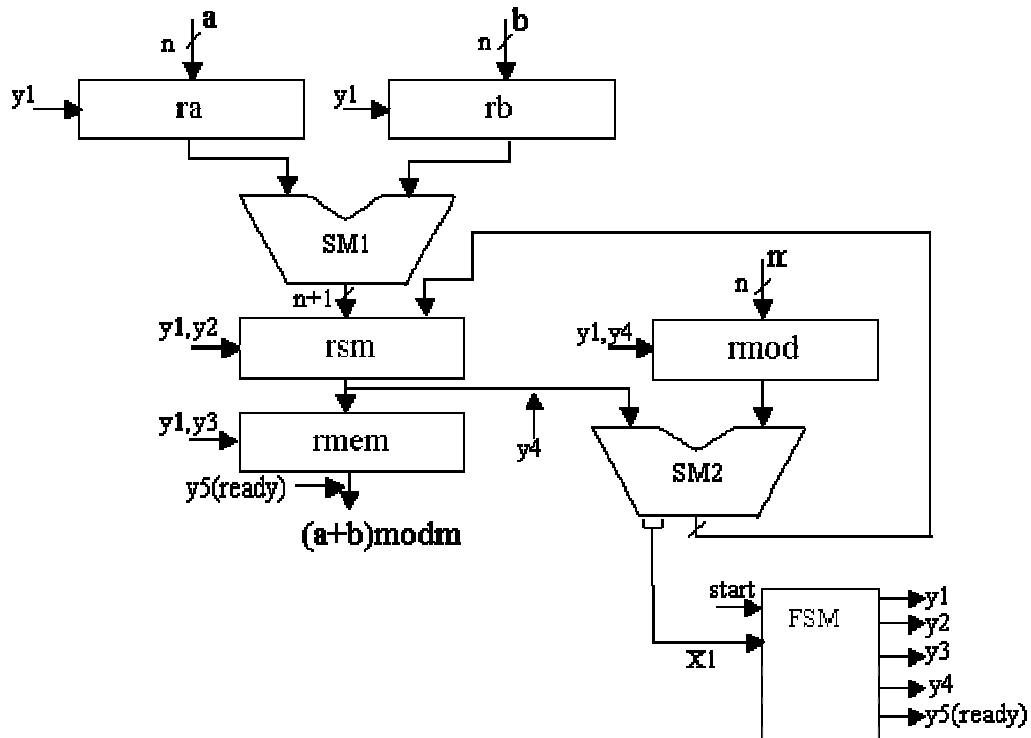 a
b
n
n
y1
ra
y1
rb
SM1
m
n
n+1
y1,y2
rsm
y1,y4
rmod
y1,y3
rmem
y4
SM2
y5(ready)
(a+b)modm
start
FSM
X1
y1
y2
y3
y4
y5(ready)